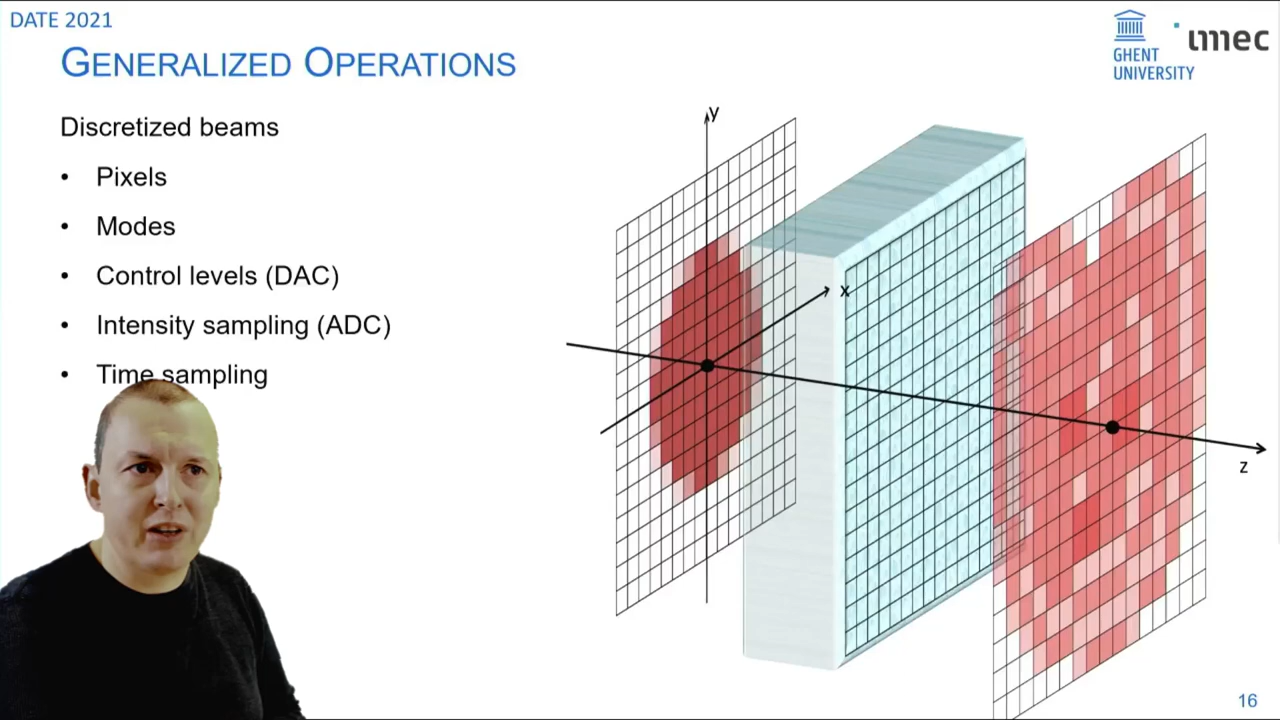 DATE 2021
GENERALIZED OPERATIONS
GHENT
UNIVERSITY
imec
Discretized beams
• Pixels
• Modes
• Control levels (DAC)
• Intensity sampling (ADC)
• Time sampling
y
x
z
16